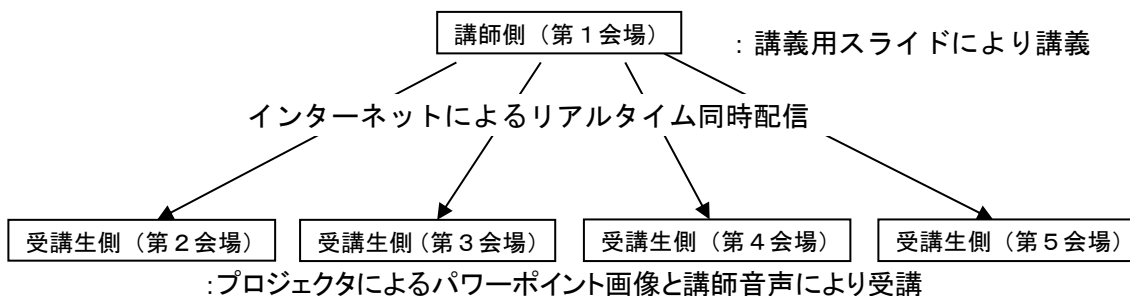 講師側（第１会場）
：講義用スライドにより講義
インターネットによるリアルタイム同時配信
受講生側（第２会場）
受講生側（第３会場）
受講生側（第４会場）
受講生側（第５会場）
：プロジェクタによるパワーポイント画像と講師音声により受講